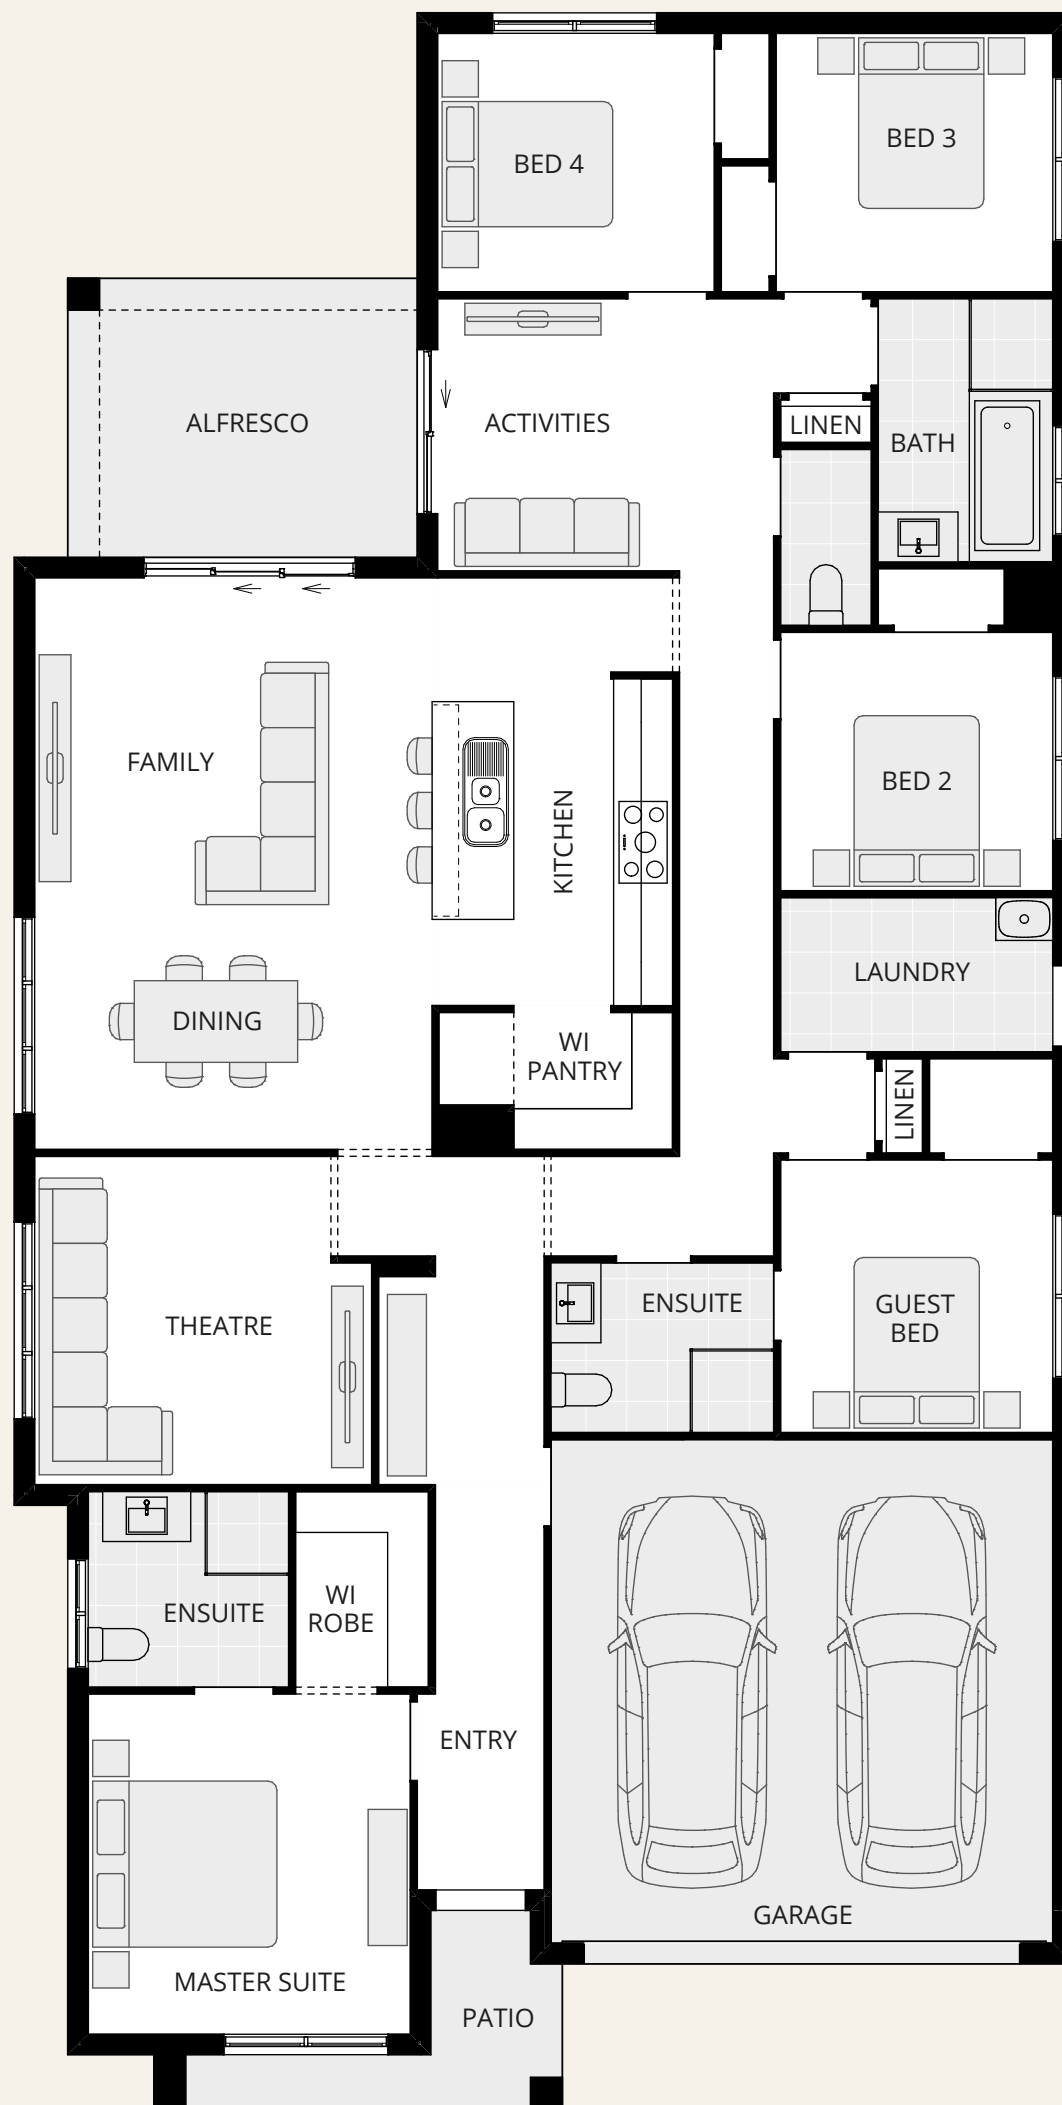 BED 4
BED 3
ALFRESCO
ACTIVITIES
LINEN
BATH
FAMILY
KITCHEN
BED 2
DINING
LAUNDRY
WI
PANTRY
LINEN
THEATRE
ENSUITE
GUEST
BED
ENSUITE
WI
ROBE
ENTRY
GARAGE
MASTER SUITE
PATIO